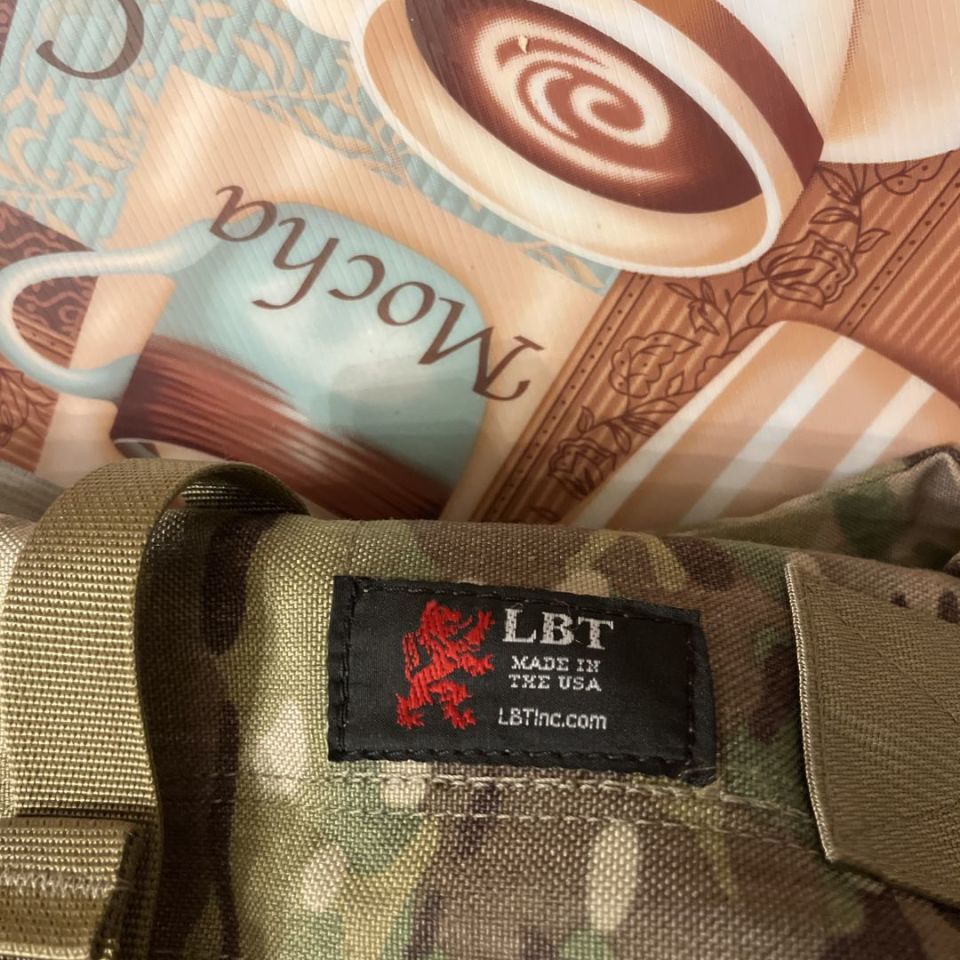 Mocha
LBT
MADE IN
THE USA
LBTInc.com